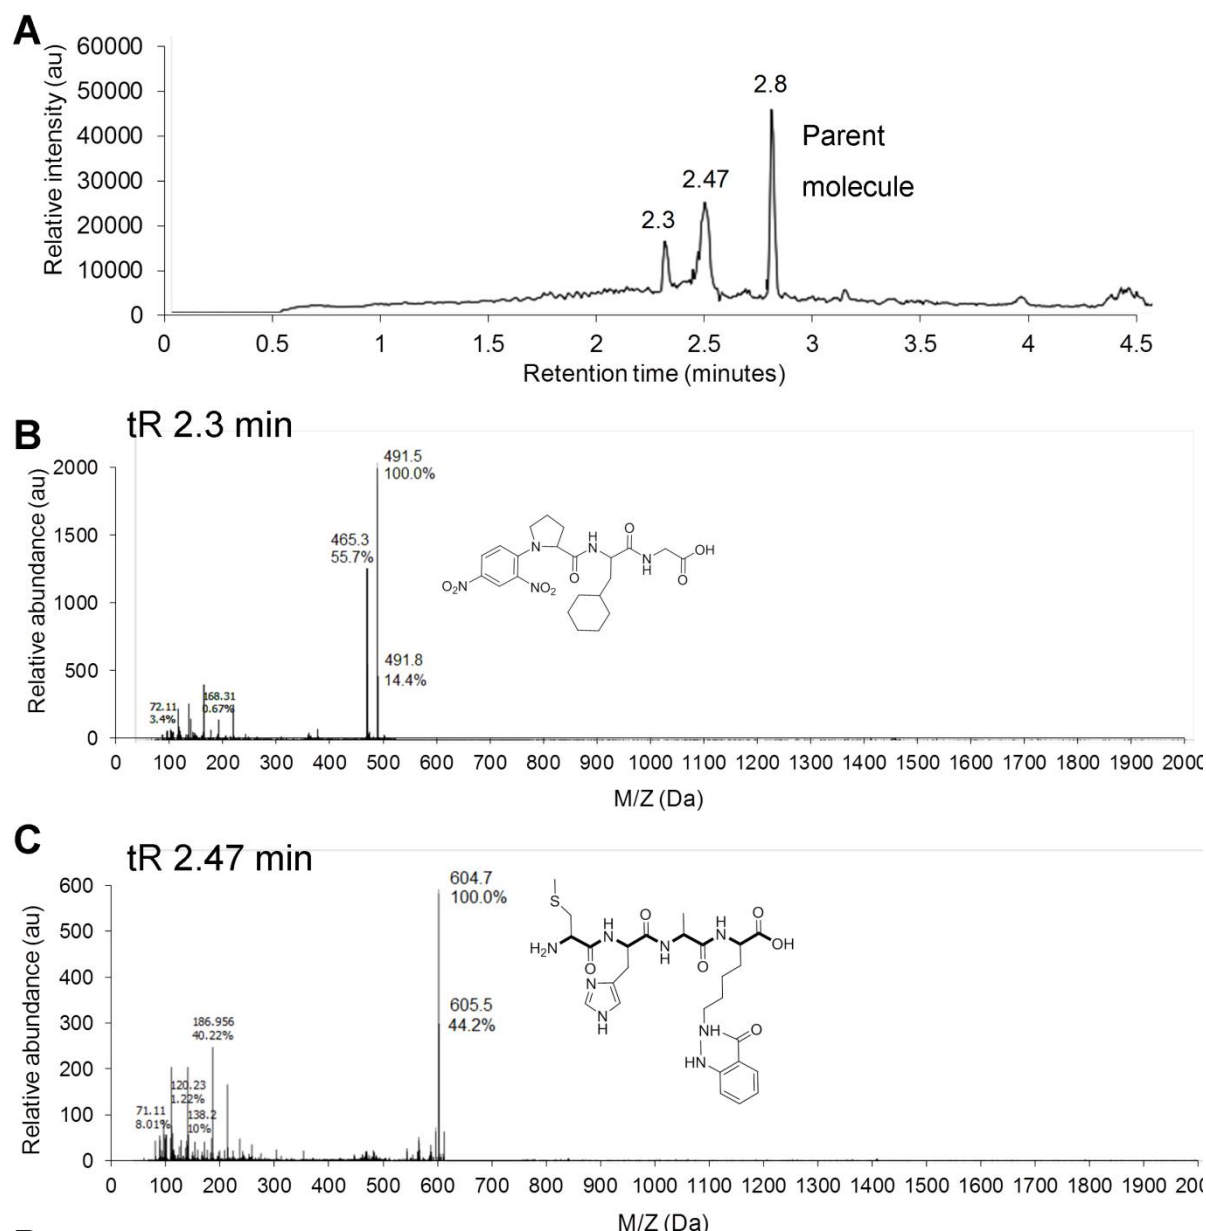 A
Relative intensity (au)
60000
50000
40000
30000
20000
10000
0
2.3
2.47
2.8
Parent
molecule
0 0.5 1 1.5 2 2.5 3 3.5 4 4.5
Retention time (minutes)
B
tR 2.3 min
Relative abundance (au)
2000
1500
1000
500
0
491.5
100.0%
465.3
55.7%
491.8
14.4%
72.11
3.4%
168.31
0.67%
O₂N
NO₂
N
O
H
N
O
N
H
O
OH
0 100 200 300 400 500 600 700 800 900 1000 1100 1200 1300 1400 1500 1600 1700 1800 1900 2000
M/Z (Da)
C
tR 2.47 min
Relative abundance (au)
600
500
400
300
200
100
0
604.7
100.0%
605.5
44.2%
186.956
40.22%
120.23
1.22%
71.11
8.01%
138.2
10%
S
H₂N
O
H
N
O
N
H
O
H
N
O
OH
N
N
H
NH
HN
O
0 100 200 300 400 500 600 700 800 900 1000 1100 1200 1300 1400 1500 1600 1700 1800 1900 200
M/Z (Da)